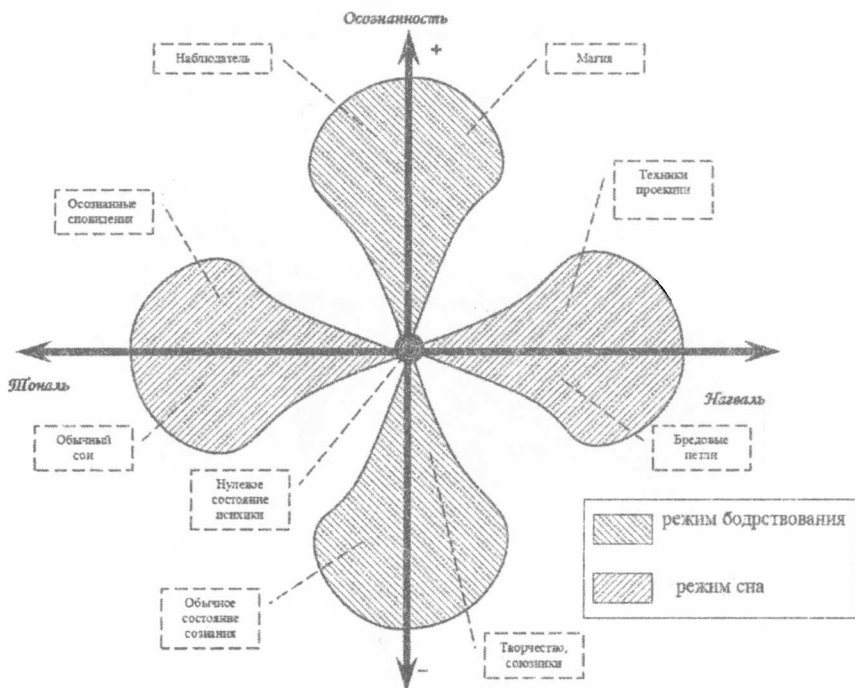 Осознанность
+
Наблюдатель
Магия
Техники
проекции
Осознанные
сповидения
Тональ
Нагваль
Обычный
сон
Бредовые
петли
Нулевое
состояние
психики
режим бодрствования
режим сна
Обычное
состояние
сознания
Творчество,
союзники
-